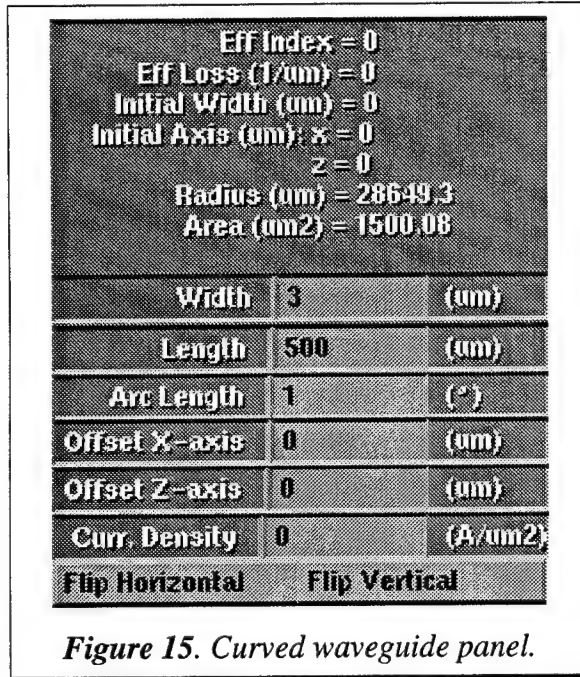 Eff Index = 0
Eff Loss (1/um) = 0
Initial Width (um) = 0
Initial Axis (um): x = 0
z = 0
Radius (um) = 28649.3
Area (um2) = 1500.08
Width 3 (um)
Length 500 (um)
Arc Length 1 (°)
Offset X-axis 0 (um)
Offset Z-axis 0 (um)
Curr. Density 0 (A/um2)
Flip Horizontal Flip Vertical
Figure 15. Curved waveguide panel.